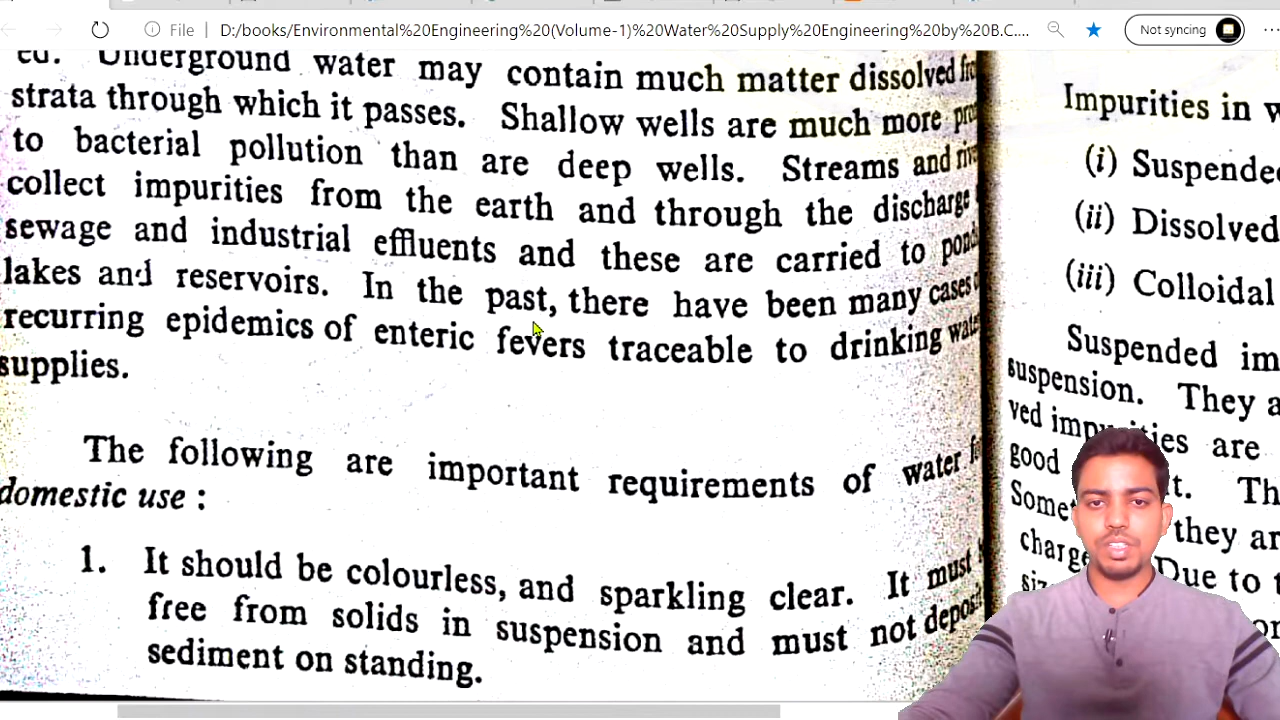 File D:/books/Environmental%20Engineering%20(Volume-1)%20Water%20Supply%20Engineering%20by%20B.C.... Not syncing
ed. Underground water may contain much matter dissolved
strata through which it passes. Shallow wells are much more
to bacterial pollution than are deep wells. Streams and
collect impurities from the earth and through the discharge
sewage and industrial effluents and these are carried to
lakes and reservoirs. In the past, there have been many cases
recurring epidemics of enteric fevers traceable to drinking
supplies.
The following are important requirements of water
domestic use :
1. It should be colourless, and sparkling clear. It must
free from solids in suspension and must not
sediment on standing.
Impurities in
(i) Suspended
(ii) Dissolved
(iii) Colloidal
Suspended
suspension. They
are
good
they
Due to